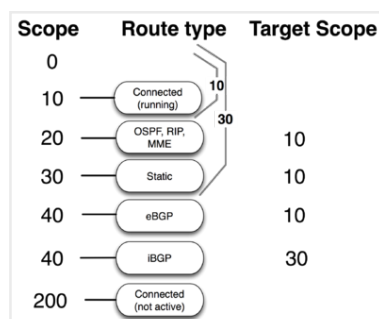 Scope Route type Target Scope
0
10 Connected
(running)
10
30
20 OSPF, RIP,
MME 10
30 Static 10
40 eBGP 10
40 iBGP 30
200 Connected
(not active)